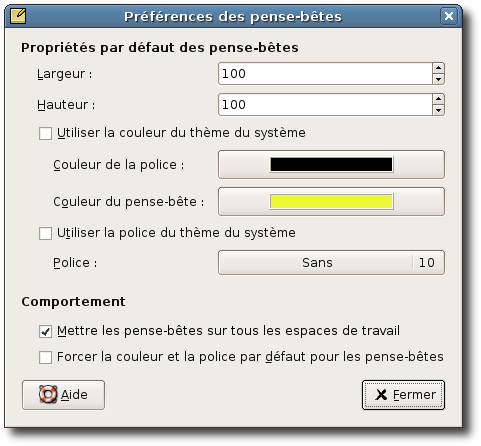 Préférences des pense-bêtes
Propriétés par défaut des pense-bêtes
Largeur : 100
Hauteur : 100
Utiliser la couleur du thème du système
Couleur de la police :
Couleur du pense-bête :
Utiliser la police du thème du système
Police : Sans 10
Comportement
Mettre les pense-bêtes sur tous les espaces de travail
Forcer la couleur et la police par défaut pour les pense-bêtes
Aide Fermer